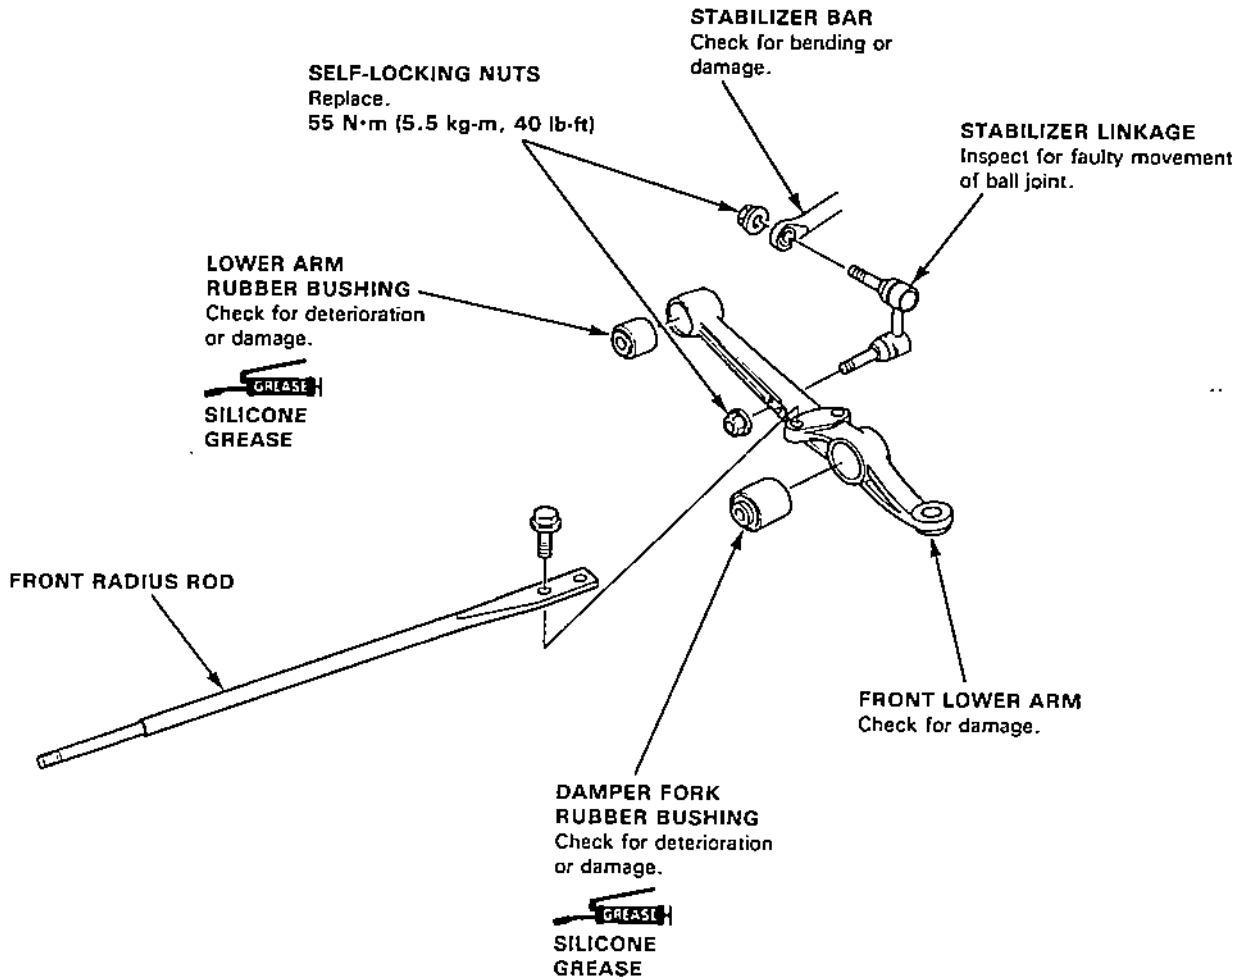 STABILIZER BAR
Check for bending or
damage.
SELF-LOCKING NUTS
Replace.
55 N·m (5.5 kg-m, 40 lb-ft)
STABILIZER LINKAGE
Inspect for faulty movement
of ball joint.
LOWER ARM
RUBBER BUSHING
Check for deterioration
or damage.
GREASE
SILICONE
GREASE
FRONT RADIUS ROD
FRONT LOWER ARM
Check for damage.
DAMPER FORK
RUBBER BUSHING
Check for deterioration
or damage.
GREASE
SILICONE
GREASE